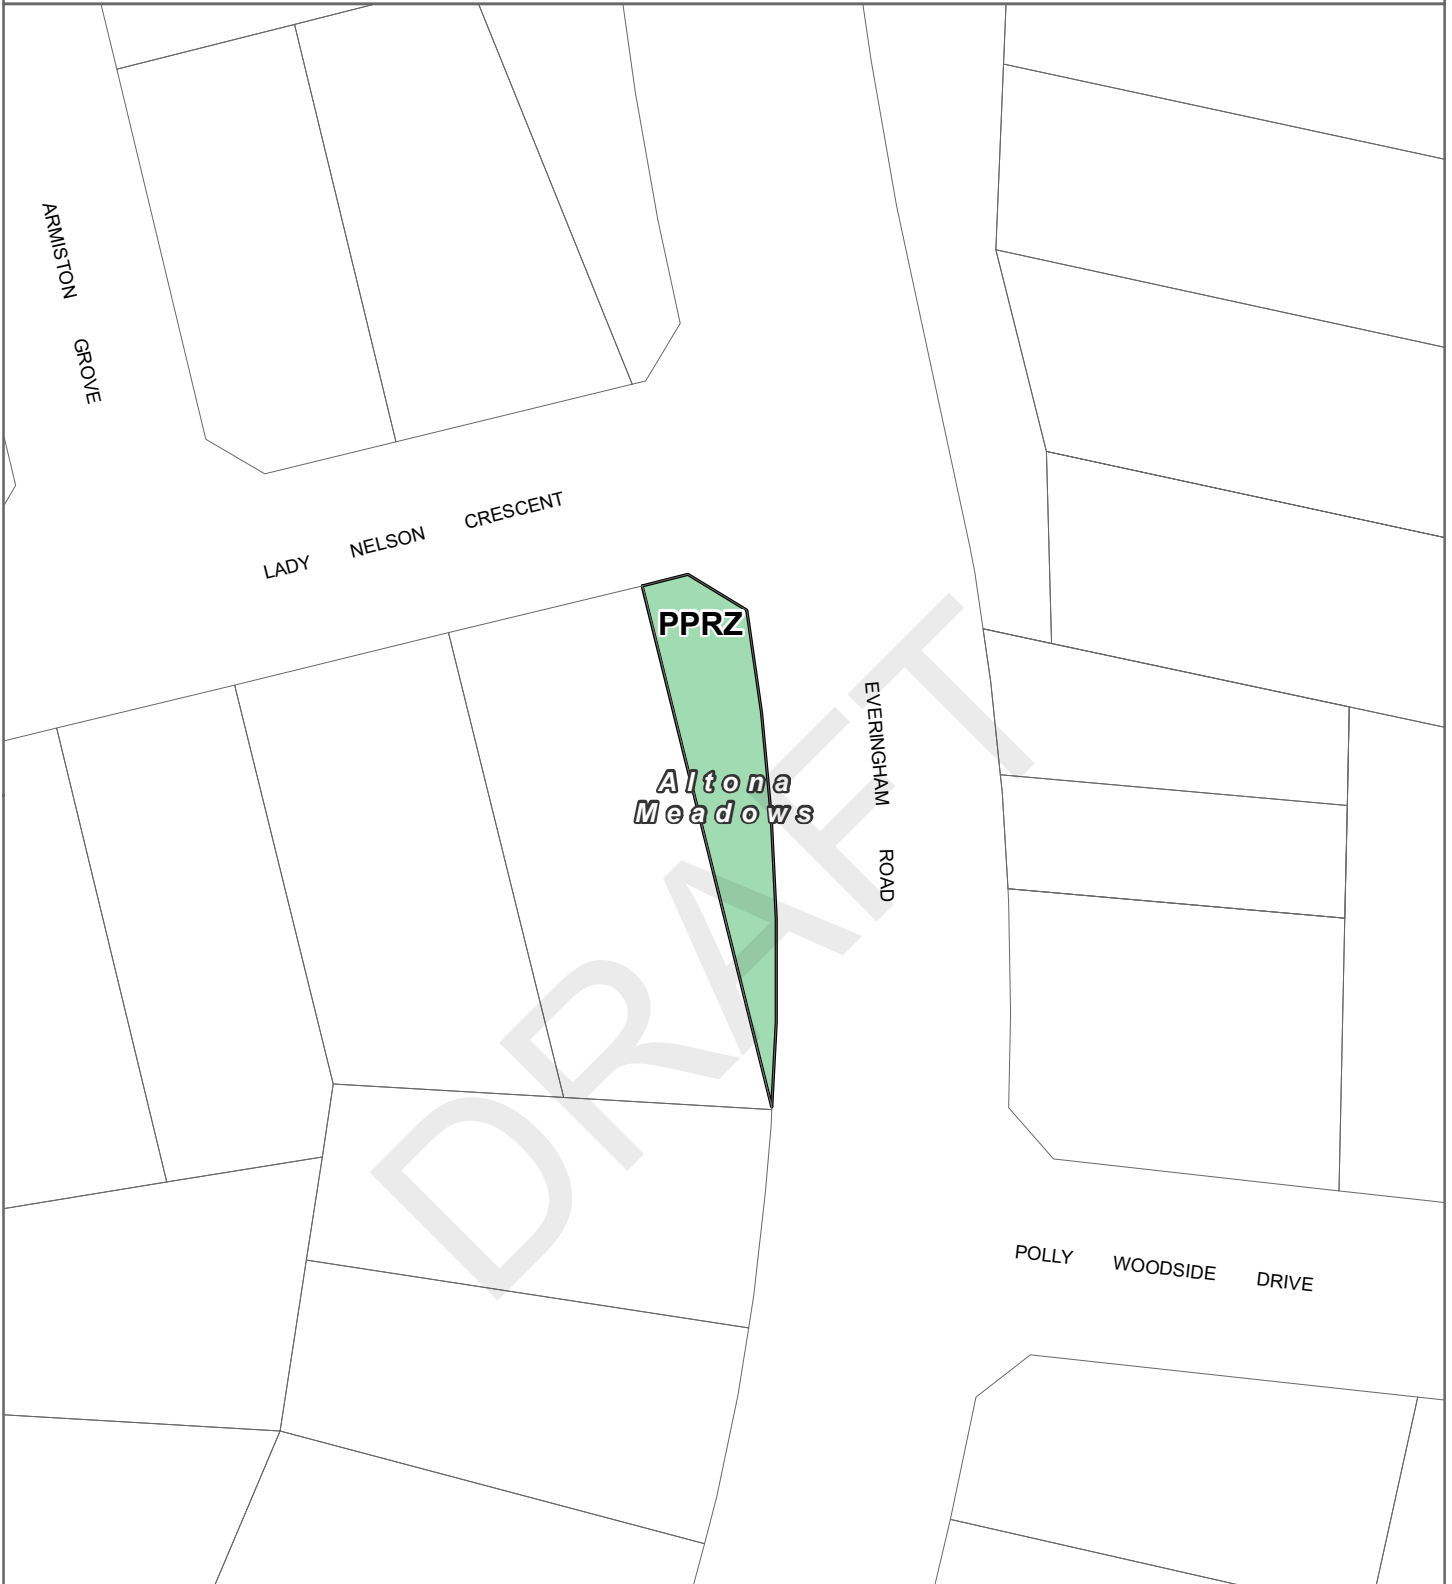 ARMISTON GROVE
LADY NELSON CRESCENT
PPRZ
EVERINGHAM ROAD
Altona
Meadows
DRAFT
POLLY WOODSIDE DRIVE